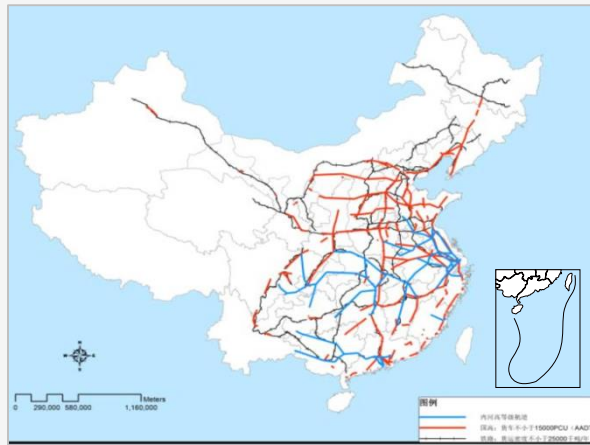 Meters
0 290,000 580,000 1,160,000
图例
内河高等级航道
国高：货车不小于15000PCU（AADT
铁路：货运密度不小于25000千吨/年